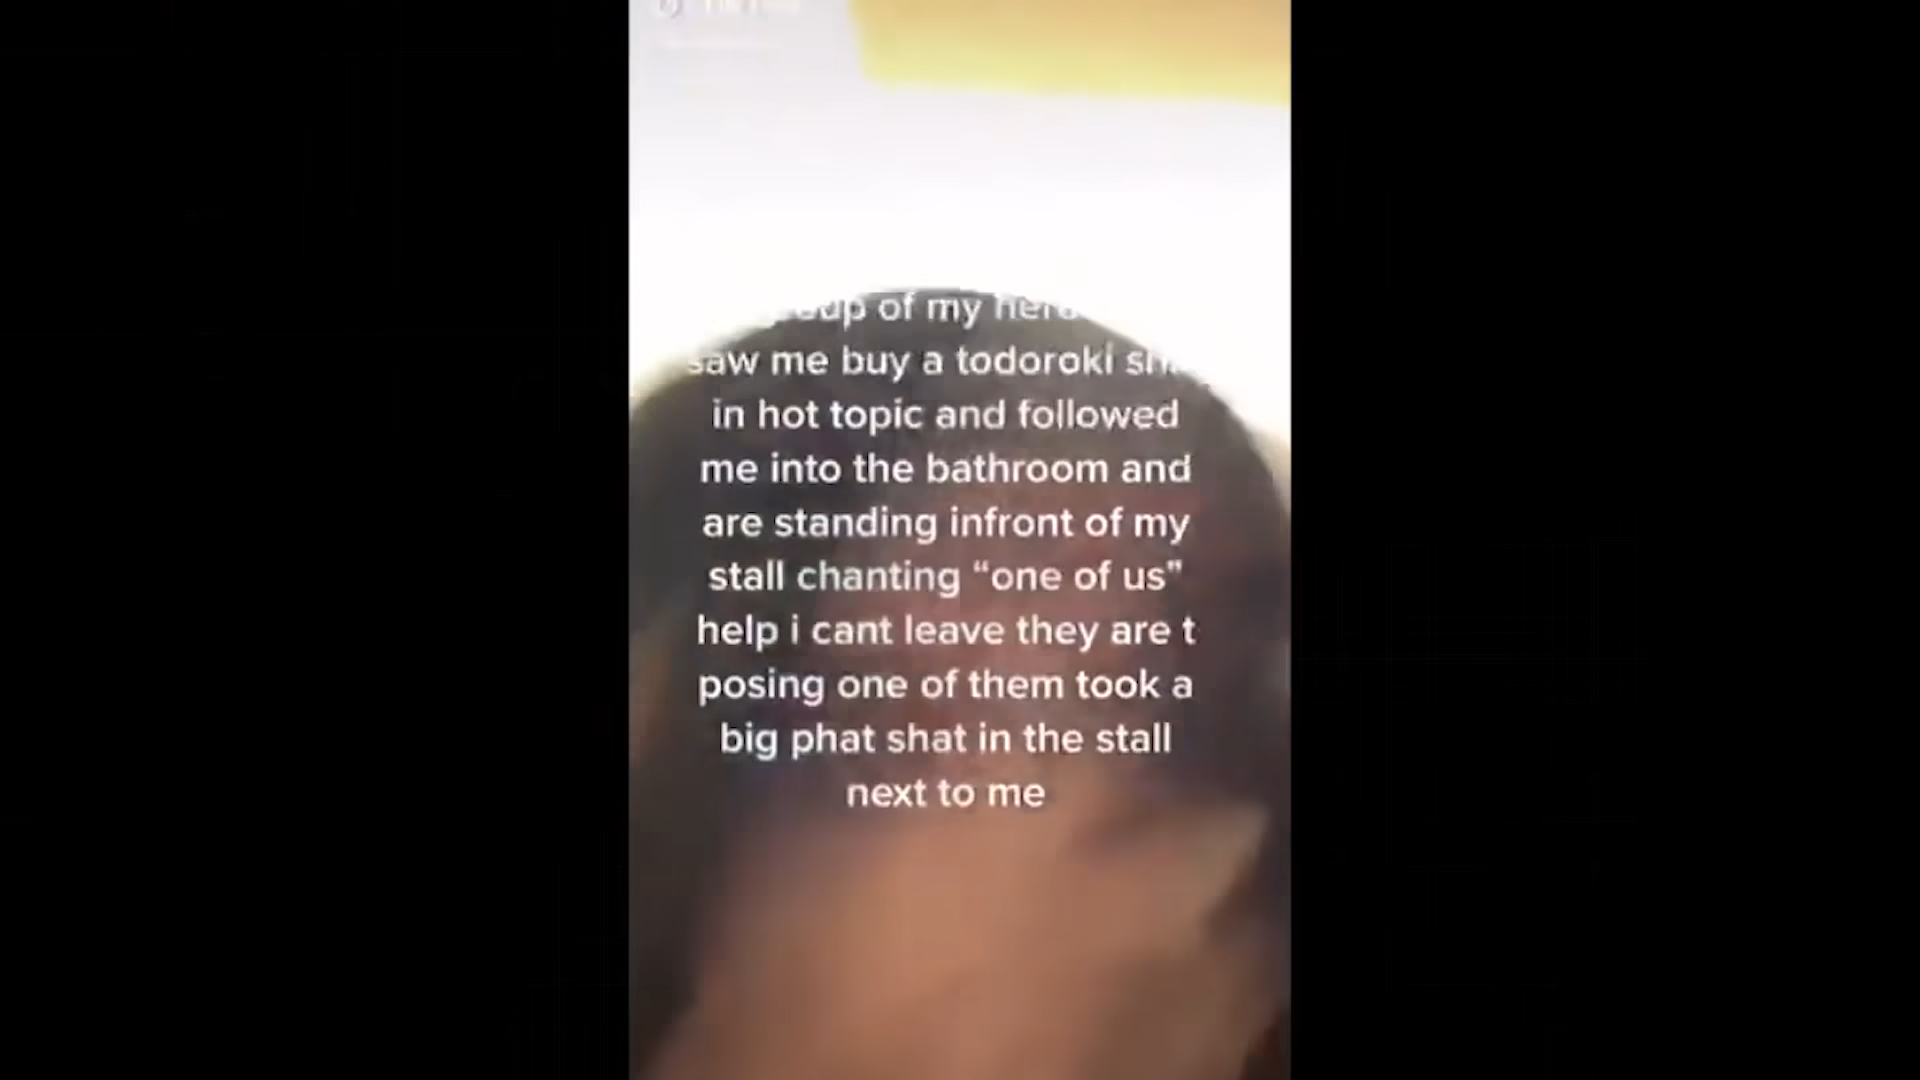 of my
saw me buy a todoroki
in hot topic and followed
me into the bathroom and
are standing infront of my
stall chanting “one of us”
help i cant leave they are t
posing one of them took a
big phat shat in the stall
next to me